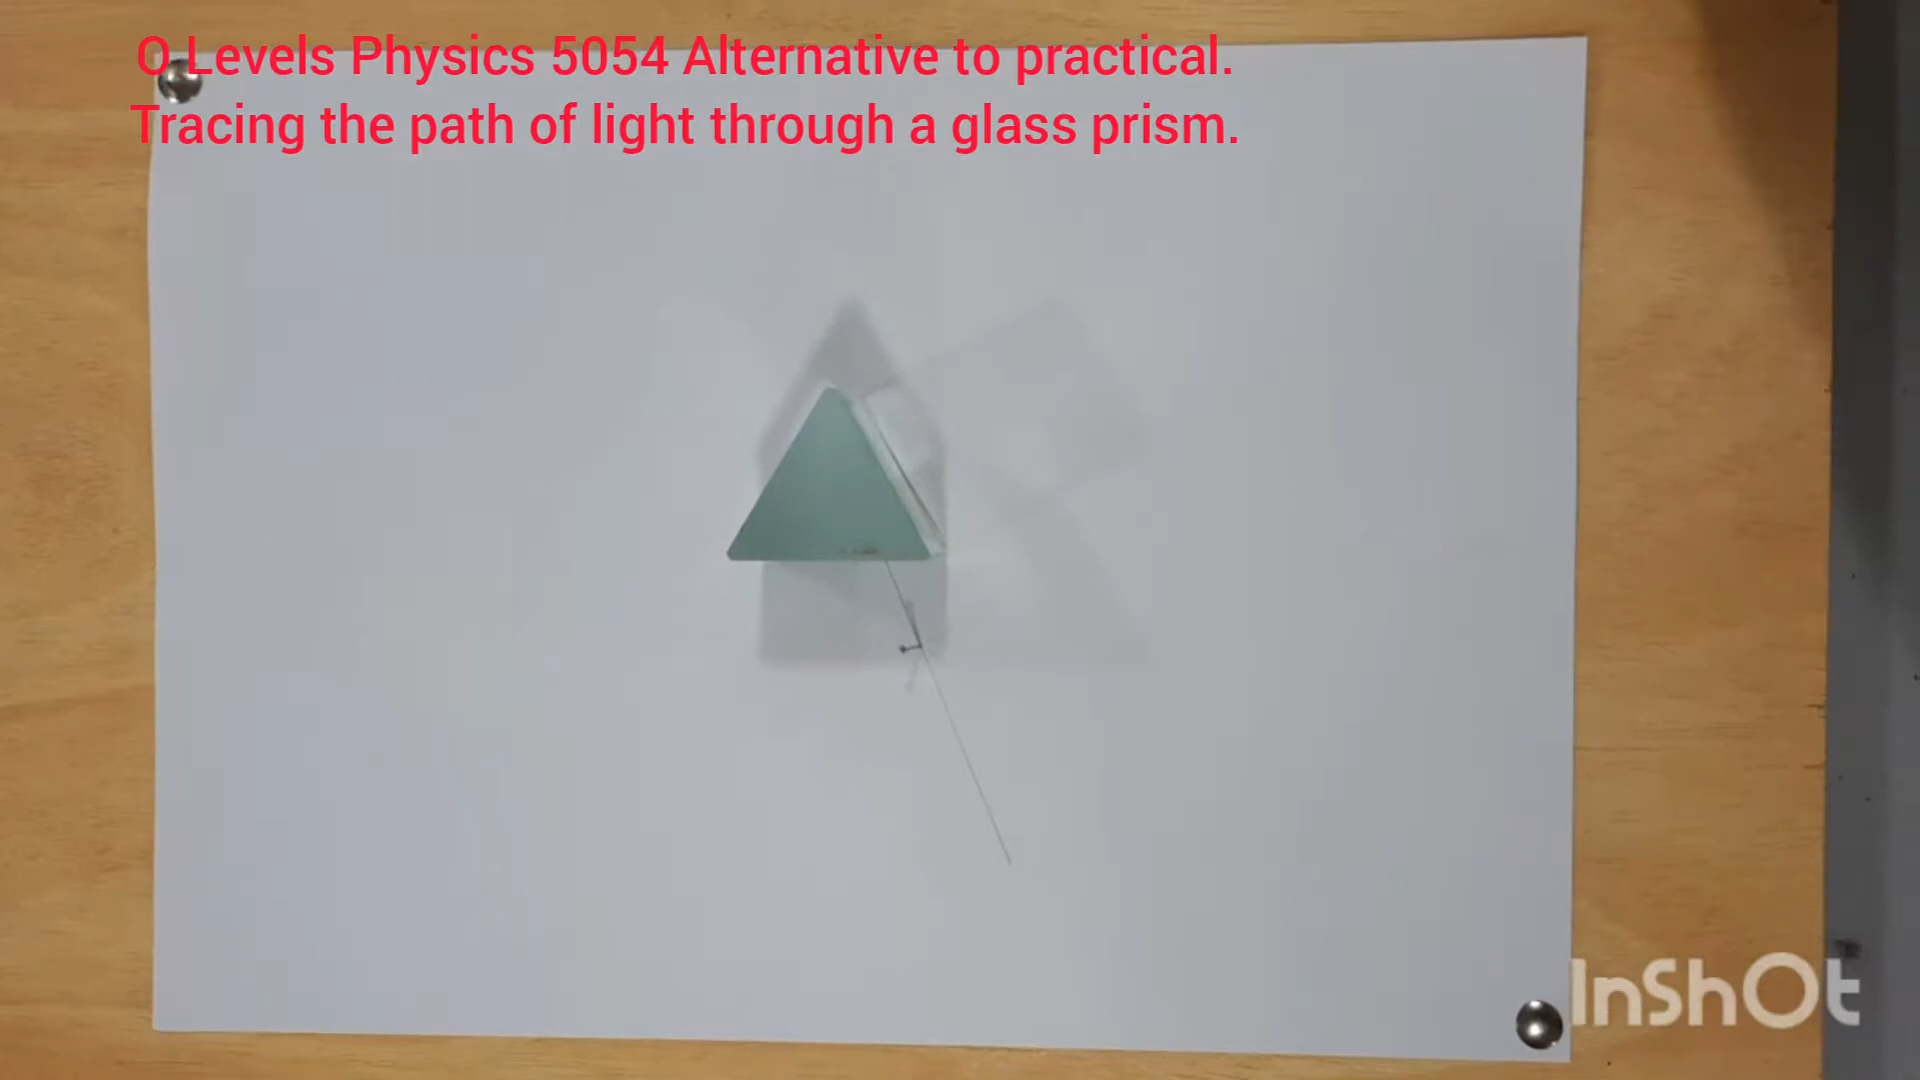 O Levels Physics 5054 Alternative to practical.
Tracing the path of light through a glass prism.
InShOt